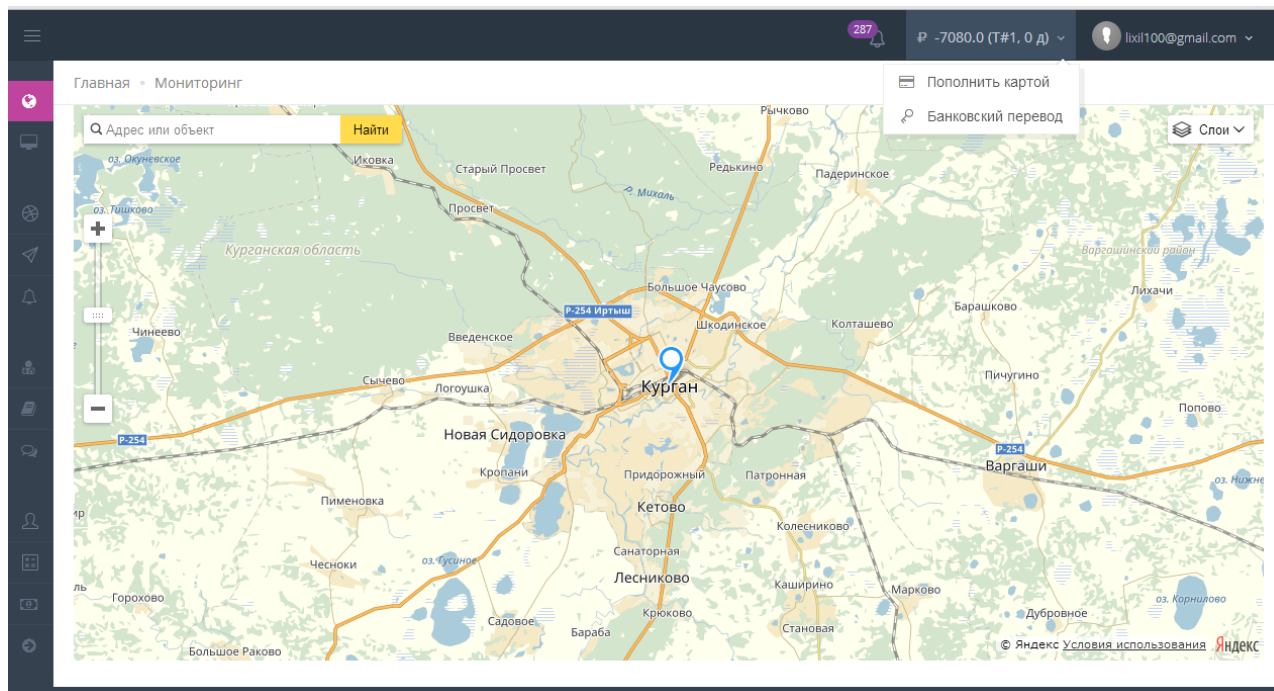 287
₽ -7080.0 (T#1, 0 д)
lixil100@gmail.com
Главная • Мониторинг
Пополнить картой
Банковский перевод
Адрес или объект
Найти
Слои
Рычково
оз. Окуневское
Иковка
Старый Просвет
Редькино
Падеринское
р. Михаль
оз. Тишково
Просвет
Курганская область
Варгашинский район
Большое Чаусово
Лихачи
Р-254 Иртыш
Барашково
Чинеево
Введенское
Шкодинское
Колташево
Сычево
Логоушка
Курган
Пичугино
Попово
Р-254
Новая Сидоровка
Р-254
Варгаши
Кропани
Придорожный
Патронная
оз. Нижне
Пименовка
Кетово
ир
Колесниково
Санаторная
Чесноки
оз. Гусиное
Лесниково
Каширино
Марково
ль
Горохово
оз. Корнилово
Садовое
Крюково
Дубровное
Бараба
Становая
Большое Раково
© Яндекс Условия использования Яндекс